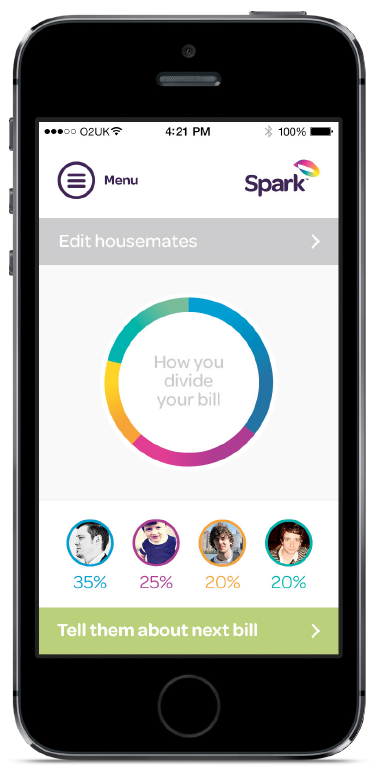 O2UK 4:21 PM 100%
Menu Spark™
Edit housemates
How you
divide
your bill
35% 25% 20% 20%
Tell them about next bill